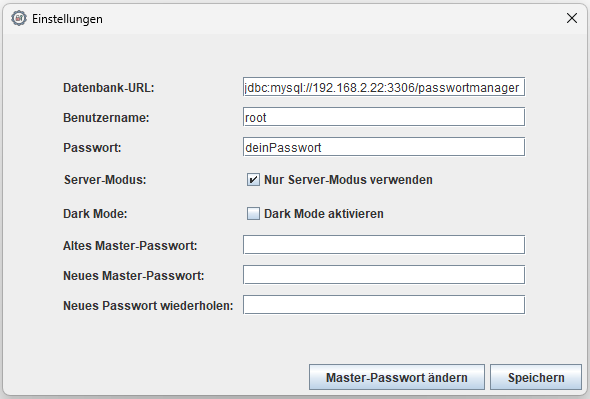 Einstellungen
Datenbank-URL: jdbc:mysql://192.168.2.22:3306/passwortmanager
Benutzername: root
Passwort: deinPasswort
Server-Modus: Nur Server-Modus verwenden
Dark Mode: Dark Mode aktivieren
Altes Master-Passwort:
Neues Master-Passwort:
Neues Passwort wiederholen:
Master-Passwort ändern Speichern